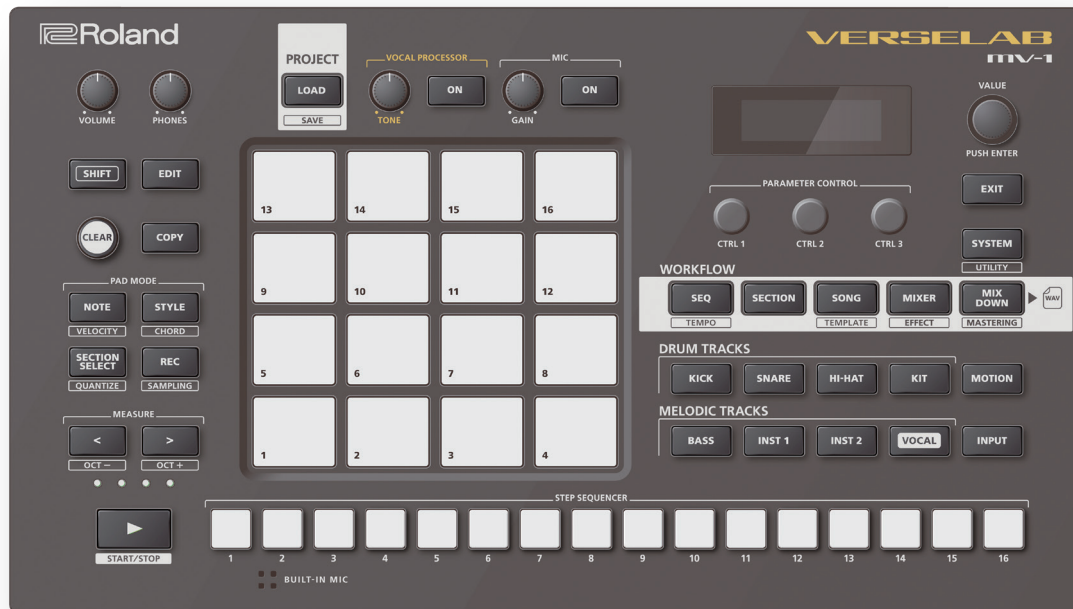 Roland
VERSELAB
mv-1
PROJECT
LOAD
SAVE
VOCAL PROCESSOR
TONE
ON
MIC
GAIN
ON
VOLUME
PHONES
VALUE
PUSH ENTER
SHIFT
EDIT
CLEAR
COPY
EXIT
PARAMETER CONTROL
CTRL 1
CTRL 2
CTRL 3
SYSTEM
UTILITY
PAD MODE
NOTE
VELOCITY
STYLE
CHORD
SECTION
SELECT
QUANTIZE
REC
SAMPLING
MEASURE
<
>
OCT −
OCT +
START/STOP
13 14 15 16
9 10 11 12
5 6 7 8
1 2 3 4
WORKFLOW
SEQ
TEMPO
SECTION
SONG
TEMPLATE
MIXER
EFFECT
MIX
DOWN
MASTERING
WAV
DRUM TRACKS
KICK SNARE HI-HAT KIT MOTION
MELODIC TRACKS
BASS INST 1 INST 2 VOCAL INPUT
STEP SEQUENCER
1 2 3 4 5 6 7 8 9 10 11 12 13 14 15 16
BUILT-IN MIC